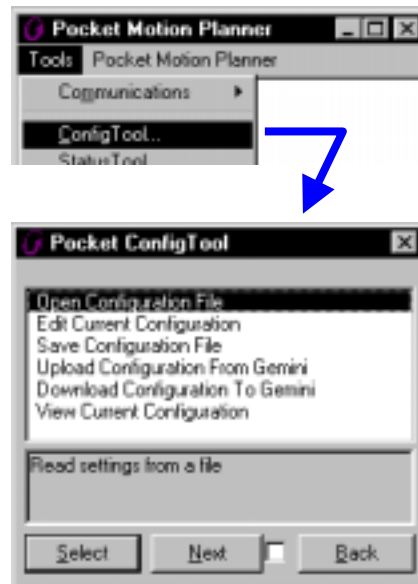 Pocket Motion Planner
Tools Pocket Motion Planner
Communications
ConfigTool...
StatusTool
Pocket ConfigTool
Open Configuration File
Edit Current Configuration
Save Configuration File
Upload Configuration From Gemini
Download Configuration To Gemini
View Current Configuration
Read settings from a file
Select Next Back